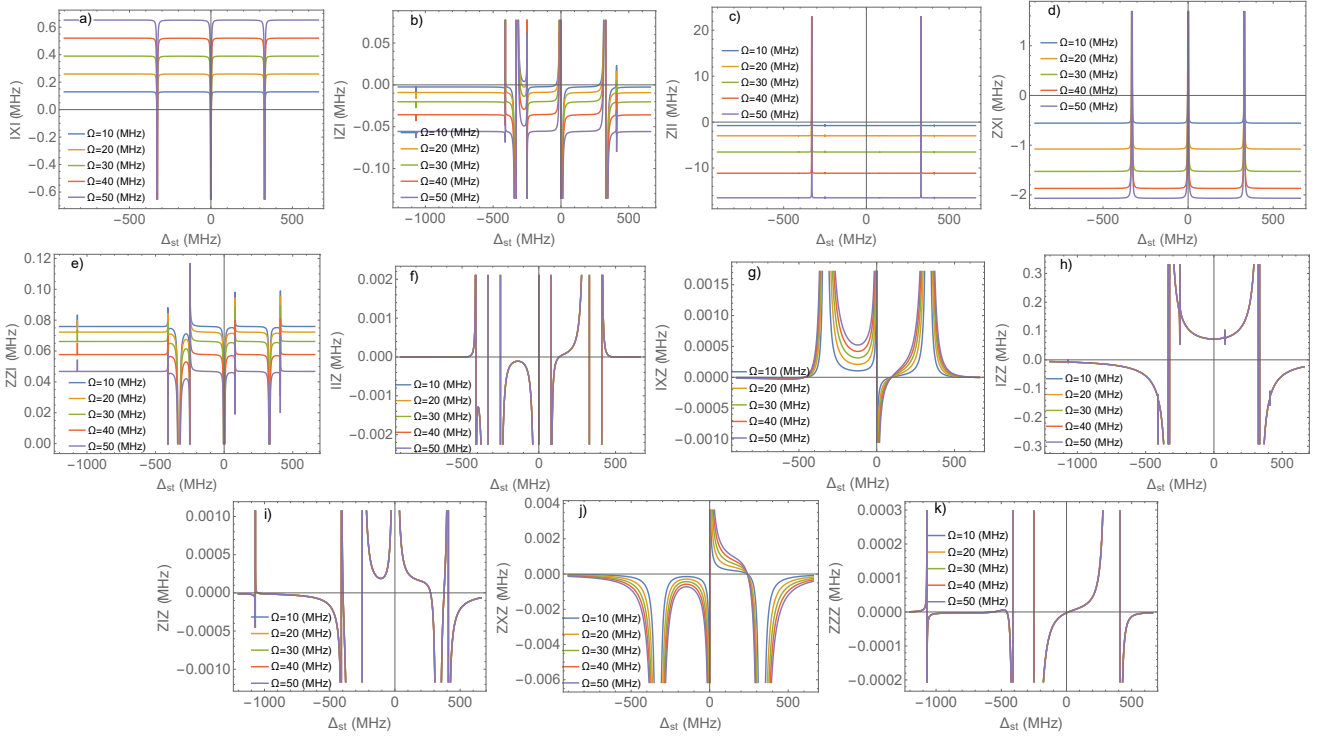 a)
IXI (MHz)
0.6
0.4
0.2
0.0
−0.2
−0.4
−0.6
Ω=10 (MHz)
Ω=20 (MHz)
Ω=30 (MHz)
Ω=40 (MHz)
Ω=50 (MHz)
−500 0 500
Δst (MHz)
b)
IZI (MHz)
0.05
0.00
−0.05
−0.10
Ω=10 (MHz)
Ω=20 (MHz)
Ω=30 (MHz)
Ω=40 (MHz)
Ω=50 (MHz)
−1000 −500 0 500
Δst (MHz)
c)
ZII (MHz)
20
10
0
−10
Ω=10 (MHz)
Ω=20 (MHz)
Ω=30 (MHz)
Ω=40 (MHz)
Ω=50 (MHz)
−500 0 500
Δst (MHz)
d)
ZXI (MHz)
1
0
−1
−2
Ω=10 (MHz)
Ω=20 (MHz)
Ω=30 (MHz)
Ω=40 (MHz)
Ω=50 (MHz)
−500 0 500
Δst (MHz)
e)
ZZI (MHz)
0.12
0.10
0.08
0.06
0.04
0.02
0.00
Ω=10 (MHz)
Ω=20 (MHz)
Ω=30 (MHz)
Ω=40 (MHz)
Ω=50 (MHz)
−1000 −500 0 500
Δst (MHz)
f)
IIZ (MHz)
0.002
0.001
0.000
−0.001
−0.002
Ω=10 (MHz)
Ω=20 (MHz)
Ω=30 (MHz)
Ω=40 (MHz)
Ω=50 (MHz)
−500 0 500
Δst (MHz)
g)
IXZ (MHz)
0.0015
0.0010
0.0005
0.0000
−0.0005
−0.0010
Ω=10 (MHz)
Ω=20 (MHz)
Ω=30 (MHz)
Ω=40 (MHz)
Ω=50 (MHz)
−500 0 500
Δst (MHz)
h)
IZZ (MHz)
0.3
0.2
0.1
0.0
−0.1
−0.2
−0.3
Ω=10 (MHz)
Ω=20 (MHz)
Ω=30 (MHz)
Ω=40 (MHz)
Ω=50 (MHz)
−1000 −500 0 500
Δst (MHz)
i)
ZIZ (MHz)
0.0010
0.0005
0.0000
−0.0005
−0.0010
Ω=10 (MHz)
Ω=20 (MHz)
Ω=30 (MHz)
Ω=40 (MHz)
Ω=50 (MHz)
−1000 −500 0 500
Δst (MHz)
j)
ZXZ (MHz)
0.004
0.002
0.000
−0.002
−0.004
−0.006
Ω=10 (MHz)
Ω=20 (MHz)
Ω=30 (MHz)
Ω=40 (MHz)
Ω=50 (MHz)
−500 0 500
Δst (MHz)
k)
ZZZ (MHz)
0.0003
0.0002
0.0001
0.0000
−0.0001
−0.0002
Ω=10 (MHz)
Ω=20 (MHz)
Ω=30 (MHz)
Ω=40 (MHz)
Ω=50 (MHz)
−1000 −500 0 500
Δst (MHz)